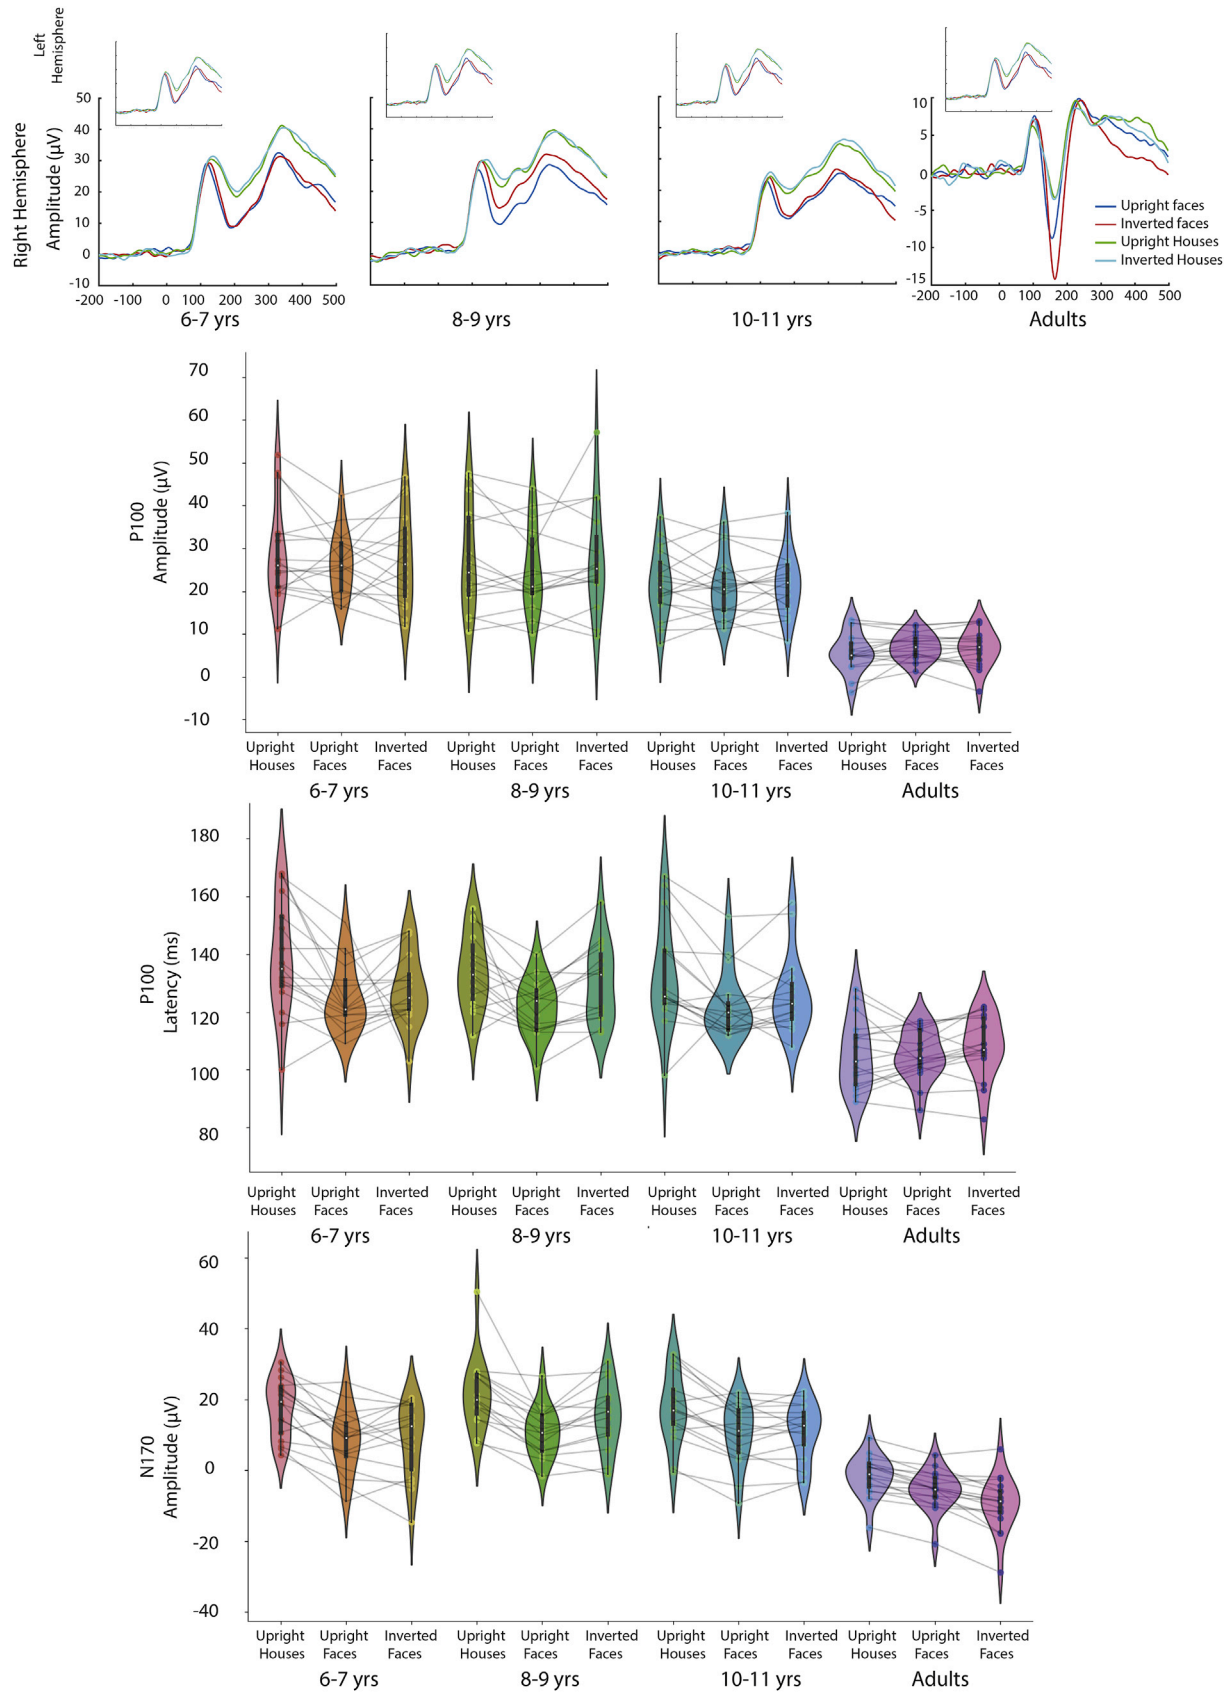 Left
Hemisphere
Right Hemisphere
Amplitude (μV)
50
40
30
20
10
0
-10
10
5
0
-5
-10
-15
Upright faces
Inverted faces
Upright Houses
Inverted Houses
-200 -100 0 100 200 300 400 500
-200 -100 0 100 200 300 400 500
6-7 yrs 8-9 yrs 10-11 yrs Adults
P100
Amplitude (μV)
70
60
50
40
30
20
10
0
-10
Upright Upright Inverted Upright Upright Inverted Upright Upright Inverted Upright Upright Inverted
Houses Faces Faces Houses Faces Faces Houses Faces Faces Houses Faces Faces
6-7 yrs 8-9 yrs 10-11 yrs Adults
P100
Latency (ms)
180
160
140
120
100
80
Upright Upright Inverted Upright Upright Inverted Upright Upright Inverted Upright Upright Inverted
Houses Faces Faces Houses Faces Faces Houses Faces Faces Houses Faces Faces
6-7 yrs 8-9 yrs 10-11 yrs Adults
N170
Amplitude (μV)
60
40
20
0
-20
-40
Upright Upright Inverted Upright Upright Inverted Upright Upright Inverted Upright Upright Inverted
Houses Faces Faces Houses Faces Faces Houses Faces Faces Houses Faces Faces
6-7 yrs 8-9 yrs 10-11 yrs Adults